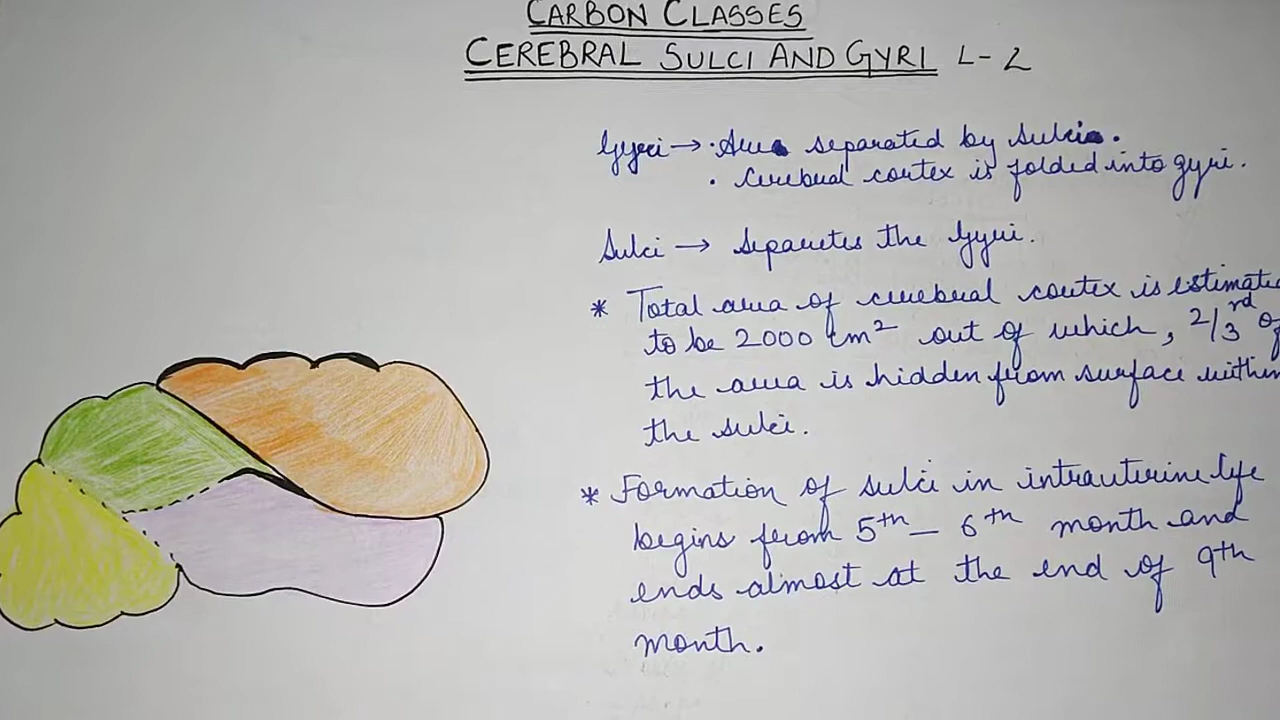 CARBON CLASSES
CEREBRAL SULCI AND GYRI L-2
Gyri → · Area separated by sulci.
· Cerebral cortex is folded into gyri.
Sulci → Separetes the Gyri.
* Total area of cerebral cortex is estimate
to be 2000 cm² out of which, 2/3rd of
the area is hidden from surface within
the sulci.
* Formation of sulci in intrauterine life
begins from 5th – 6th month and
ends almost at the end of 9th
month.